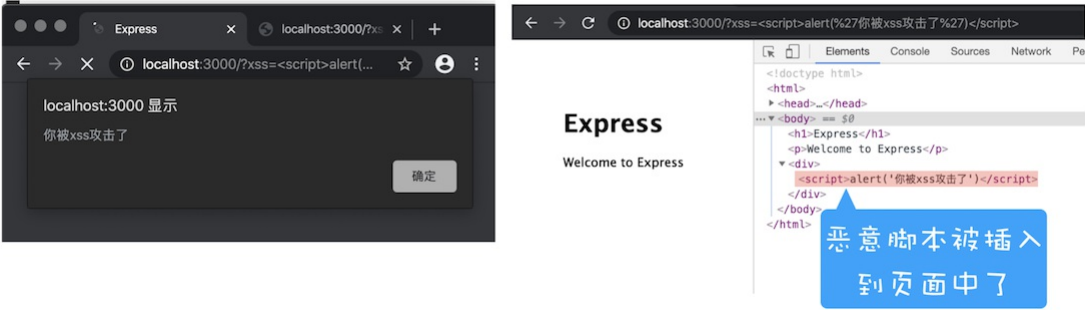 Express
localhost:3000/?xs
localhost:3000/?xss=<script>alert(...
localhost:3000 显示
你被xss攻击了
确定
localhost:3000/?xss=<script>alert(%27你被xss攻击了%27)</script>
Express
Welcome to Express
Elements Console Sources Network Pe
<!doctype html>
<html>
<head>…</head>
<body> == $0
<h1>Express</h1>
<p>Welcome to Express</p>
<div>
<script>alert('你被xss攻击了')</script>
</div>
</body>
</html>
恶意脚本被插入
到页面中了